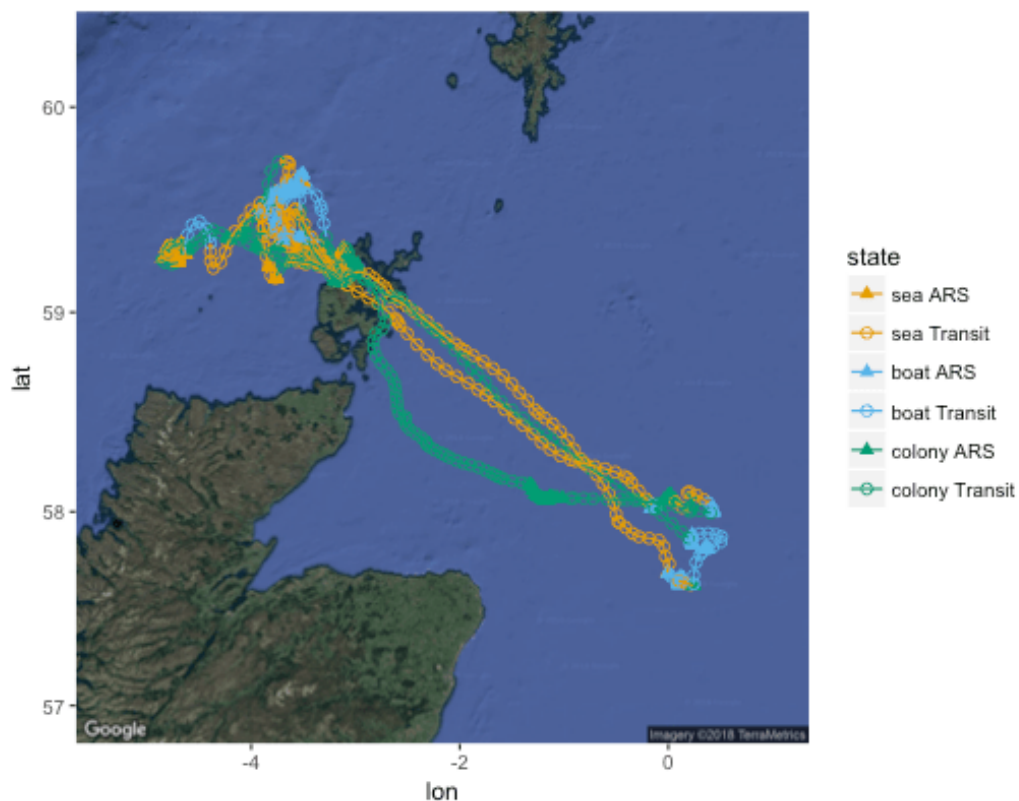 60
59
58
57
lat
-4
-2
0
lon
Google
Imagery ©2018 TerraMetrics
state
sea ARS
sea Transit
boat ARS
boat Transit
colony ARS
colony Transit